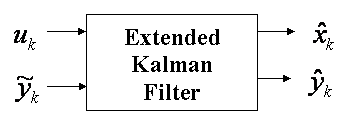 u_k
ỹ_k
Extended
Kalman
Filter
x̂_k
ŷ_k